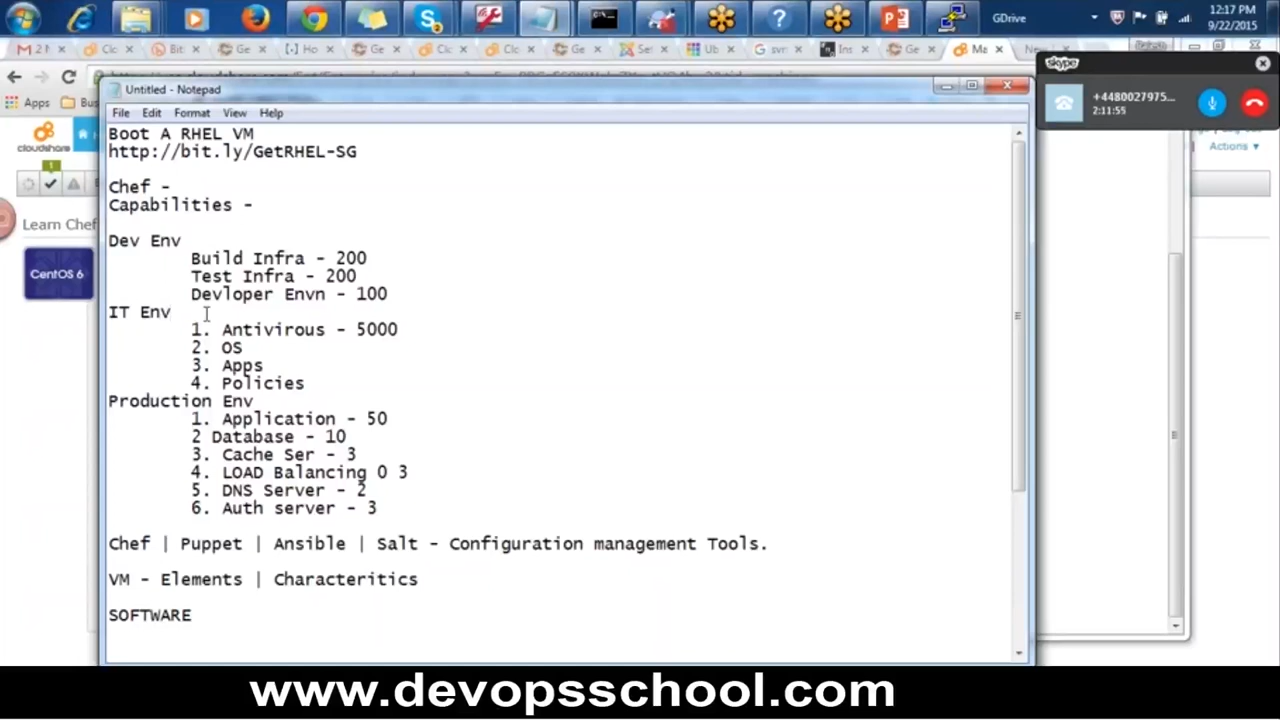 GDrive
12:17 PM
9/22/2015
Untitled - Notepad
File Edit Format View Help
Boot A RHEL VM
http://bit.ly/GetRHEL-SG
Chef -
Capabilities -
Dev Env
Build Infra - 200
Test Infra - 200
Devloper Envn - 100
IT Env
1. Antivirous - 5000
2. OS
3. Apps
4. Policies
Production Env
1. Application - 50
2 Database - 10
3. Cache Ser - 3
4. LOAD Balancing 0 3
5. DNS Server - 2
6. Auth server - 3
Chef | Puppet | Ansible | Salt - Configuration management Tools.
VM - Elements | Characteritics
SOFTWARE
skype
+4480027975...
2:11:55
Actions
Apps
cloudshare
1
Learn Chef
CentOS 6
www.devopsschool.com